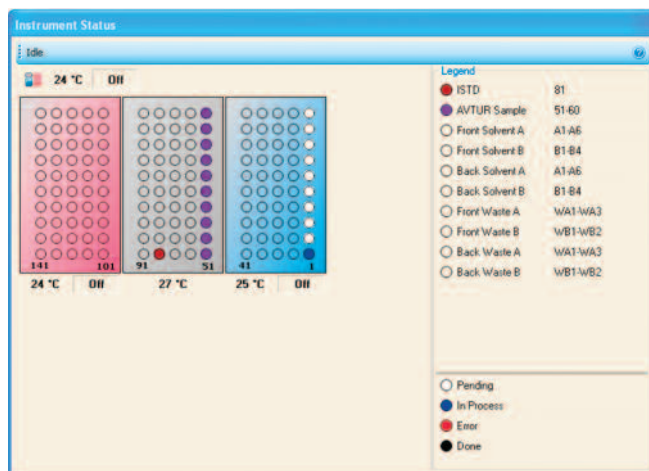 Instrument Status
Idle
24 °C Off
141 101 91 51 41 1
24 °C Off 27 °C 25 °C Off
Legend
ISTD 81
AVTUR Sample 51-60
Front Solvent A A1-A6
Front Solvent B B1-B4
Back Solvent A A1-A6
Back Solvent B B1-B4
Front Waste A WA1-WA3
Front Waste B WB1-WB2
Back Waste A WA1-WA3
Back Waste B WB1-WB2
Pending
In Process
Error
Done